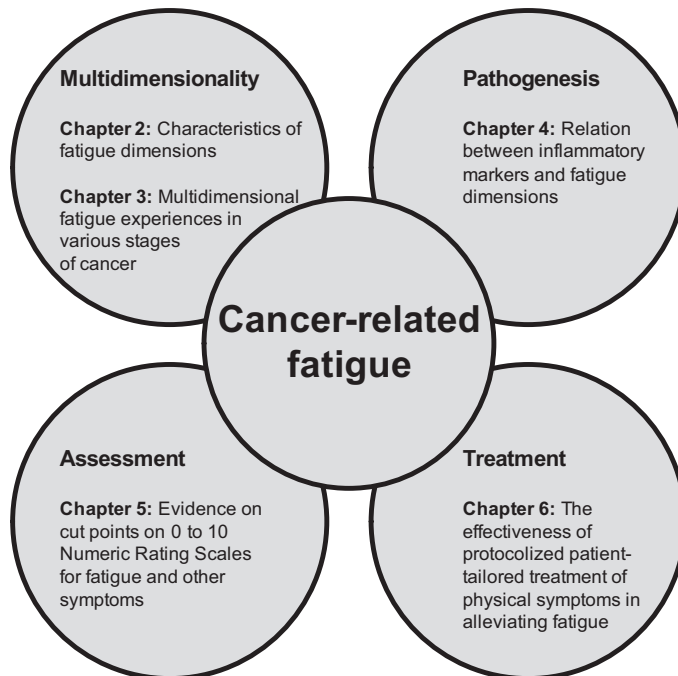 Multidimensionality
Chapter 2: Characteristics of
fatigue dimensions
Chapter 3: Multidimensional
fatigue experiences in
various stages
of cancer
Pathogenesis
Chapter 4: Relation
between inflammatory
markers and fatigue
dimensions
Cancer-related
fatigue
Assessment
Chapter 5: Evidence on
cut points on 0 to 10
Numeric Rating Scales
for fatigue and other
symptoms
Treatment
Chapter 6: The
effectiveness of
protocolized patient-
tailored treatment of
physical symptoms in
alleviating fatigue